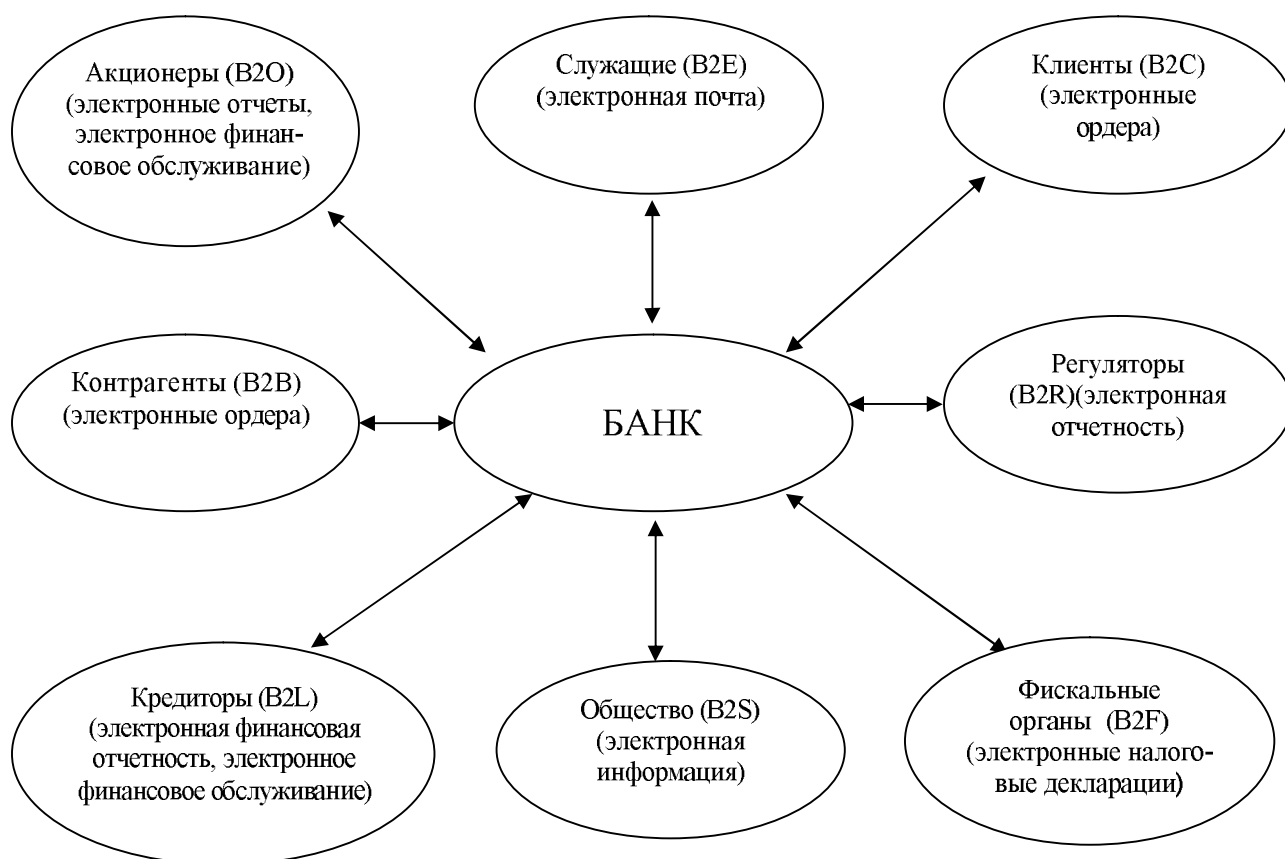 Акционеры (B2O)
(электронные отчеты,
электронное финан-
совое обслуживание)
Служащие (B2E)
(электронная почта)
Клиенты (B2C)
(электронные
ордера)
Контрагенты (B2B)
(электронные ордера)
БАНК
Регуляторы
(B2R)(электронная
отчетность)
Кредиторы (B2L)
(электронная финансовая
отчетность, электронное
финансовое обслуживание)
Общество (B2S)
(электронная
информация)
Фискальные
органы (B2F)
(электронные налого-
вые декларации)